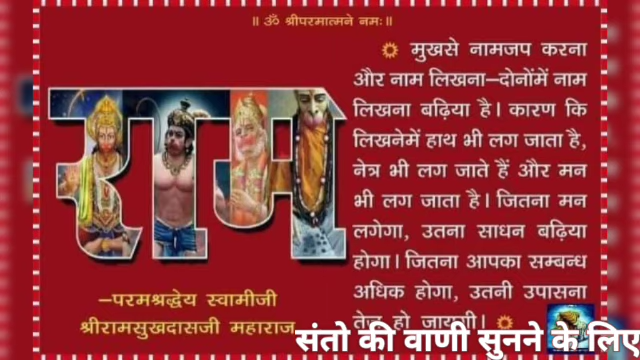 ॥ ॐ श्रीपरमात्मने नमः॥
मुखसे नामजप करना
और नाम लिखना—दोनोंमें नाम
लिखना बढ़िया है। कारण कि
लिखनेमें हाथ भी लग जाता है,
नेत्र भी लग जाते हैं और मन
भी लग जाता है। जितना मन
लगेगा, उतना साधन बढ़िया
होगा। जितना आपका सम्बन्ध
अधिक होगा, उतनी उपासना
तेज हो जायगी।
राम
—परमश्रद्धेय स्वामीजी
श्रीरामसुखदासजी महाराज
संतो की वाणी सुनने के लिए